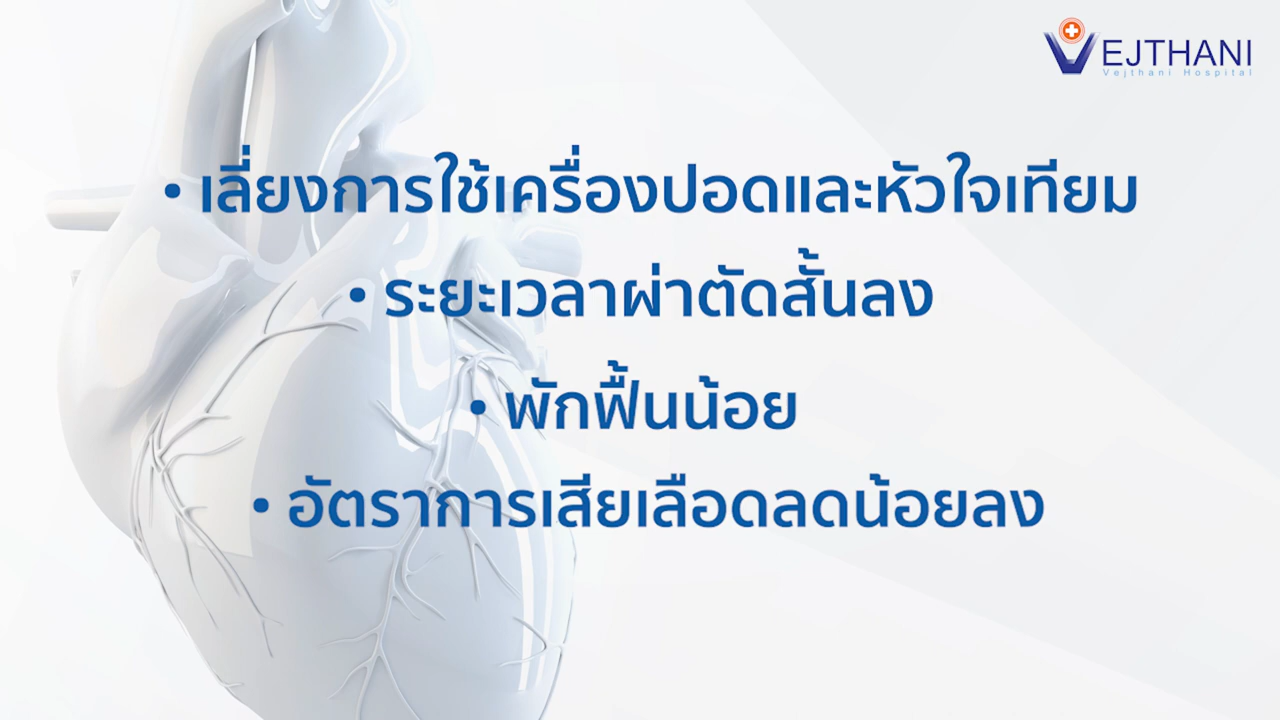 VEJTHANI
Vejthani Hospital
• เลี่ยงการใช้เครื่องปอดและหัวใจเทียม
• ระยะเวลาผ่าตัดสั้นลง
• พักฟื้นน้อย
• อัตราการเสียเลือดลดน้อยลง